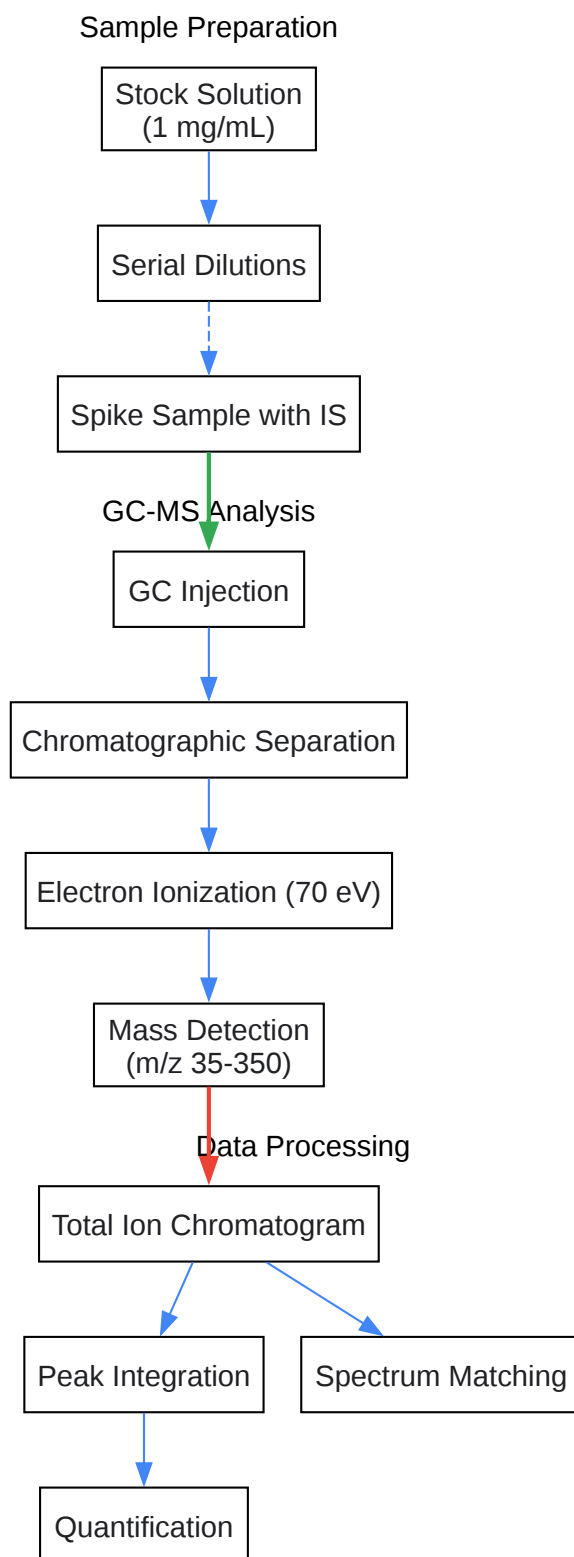 Sample Preparation
Stock Solution
(1 mg/mL)
Serial Dilutions
Spike Sample with IS
GC-MS Analysis
GC Injection
Chromatographic Separation
Electron Ionization (70 eV)
Mass Detection
(m/z 35-350)
Data Processing
Total Ion Chromatogram
Peak Integration
Spectrum Matching
Quantification